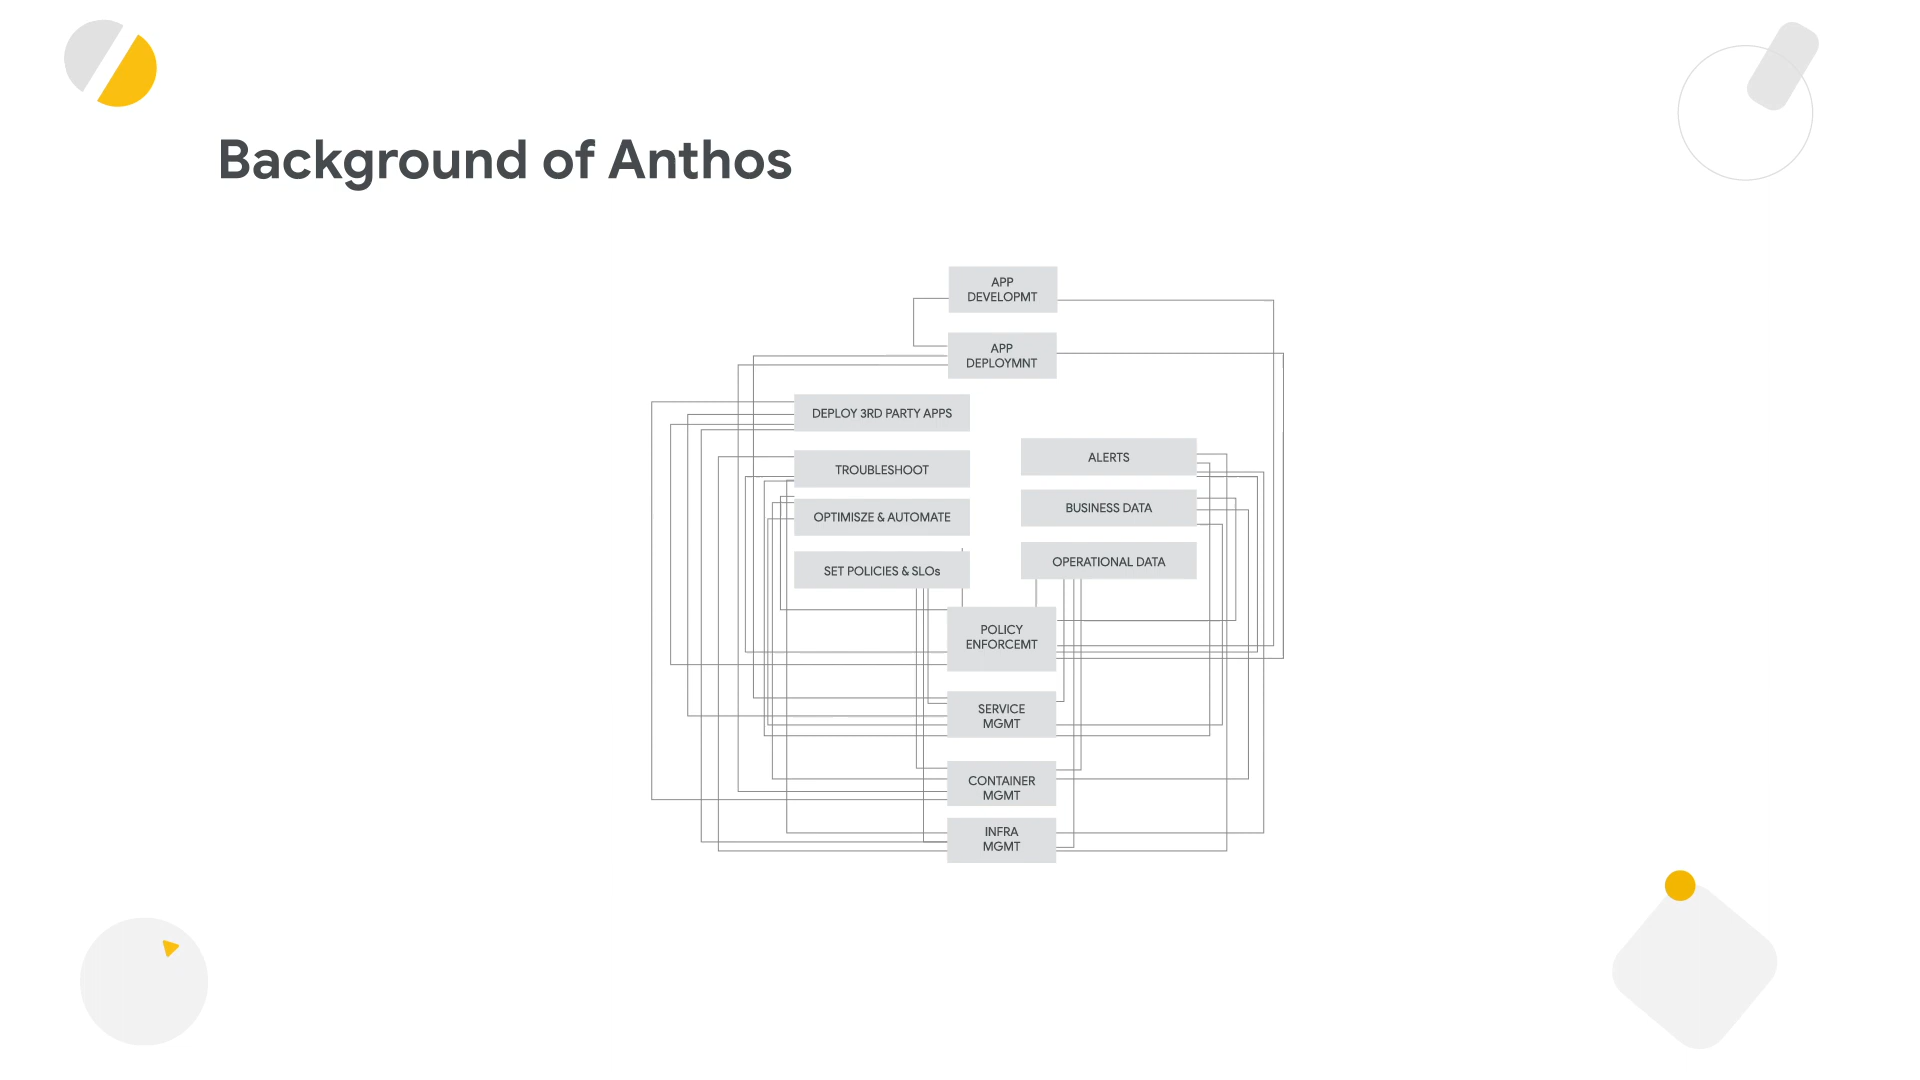 Background of Anthos
APP
DEVELOPMT
APP
DEPLOYMNT
DEPLOY 3RD PARTY APPS
TROUBLESHOOT
OPTIMISZE & AUTOMATE
SET POLICIES & SLOs
ALERTS
BUSINESS DATA
OPERATIONAL DATA
POLICY
ENFORCEMT
SERVICE
MGMT
CONTAINER
MGMT
INFRA
MGMT